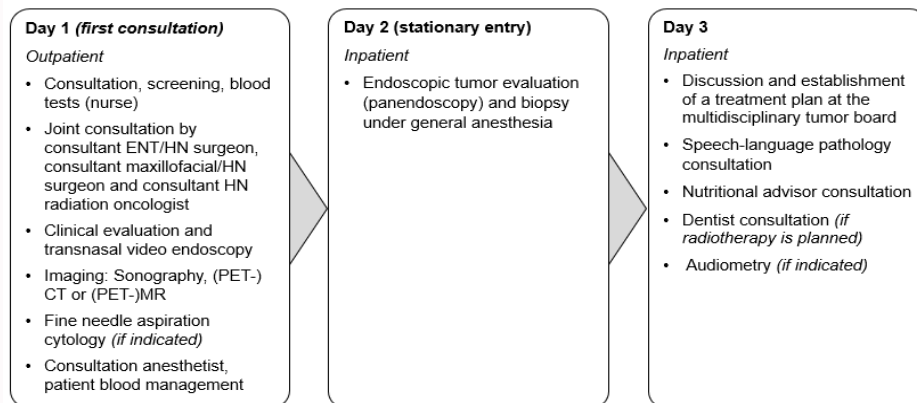 Day 1 (first consultation)
Outpatient
• Consultation, screening, blood
tests (nurse)
• Joint consultation by
consultant ENT/HN surgeon,
consultant maxillofacial/HN
surgeon and consultant HN
radiation oncologist
• Clinical evaluation and
transnasal video endoscopy
• Imaging: Sonography, (PET-)
CT or (PET-)MR
• Fine needle aspiration
cytology (if indicated)
• Consultation anesthetist,
patient blood management
Day 2 (stationary entry)
Inpatient
• Endoscopic tumor evaluation
(panendoscopy) and biopsy
under general anesthesia
Day 3
Inpatient
• Discussion and establishment
of a treatment plan at the
multidisciplinary tumor board
• Speech-language pathology
consultation
• Nutritional advisor consultation
• Dentist consultation (if
radiotherapy is planned)
• Audiometry (if indicated)